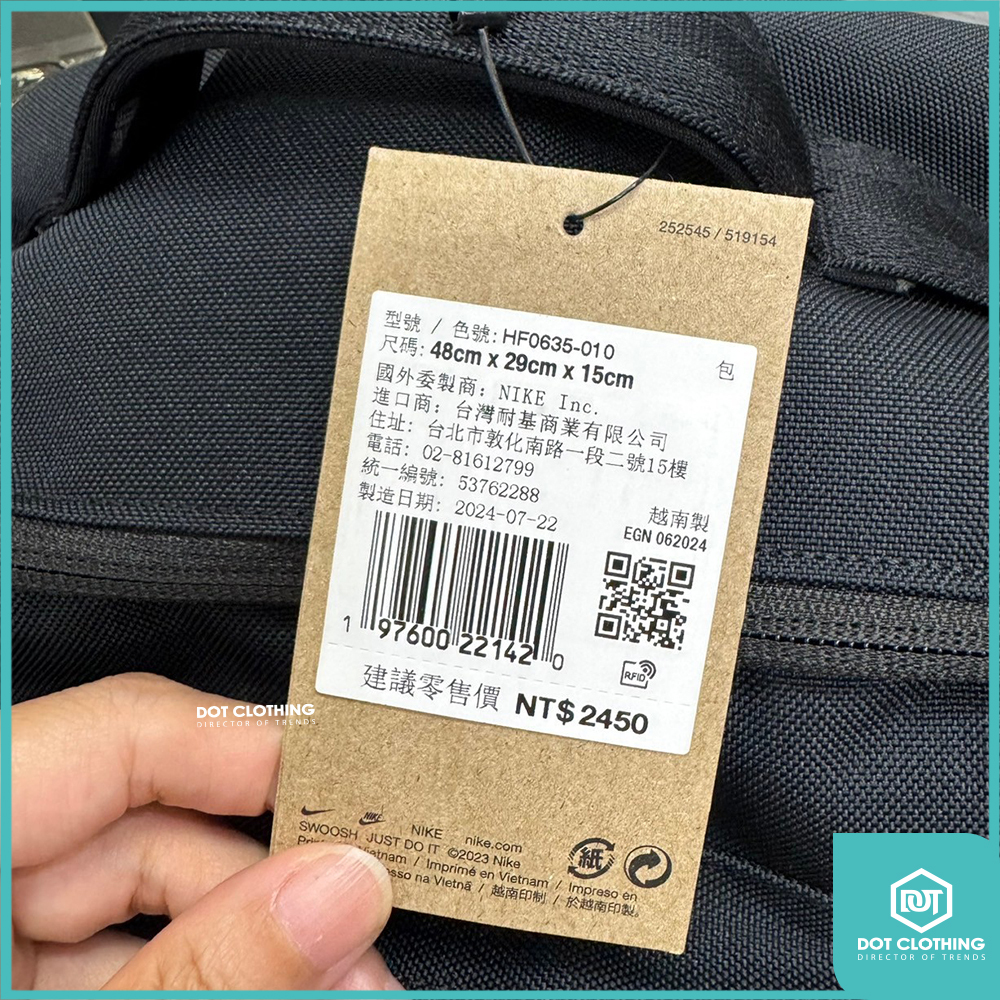 252545 / 519154
型號 / 色號: HF0635-010
尺碼: 48cm x 29cm x 15cm
包
國外委製商: NIKE Inc.
進口商: 台灣耐基商業有限公司
住址: 台北市敦化南路一段二號15樓
電話: 02-81612799
統一編號: 53762288
製造日期: 2024-07-22
越南製
EGN 062024
1 97600 22142 0
RFID
建議零售價 NT$2450
DOT CLOTHING
DIRECTOR OF TRENDS
NIKE
NIKE nike.com
SWOOSH JUST DO IT ©2023 Nike
Vietnam / Imprimé en Vietnam / Impreso en
na Vietnã / 越南印制 / 於越南印製。
紙
DOT
DOT CLOTHING
DIRECTOR OF TRENDS